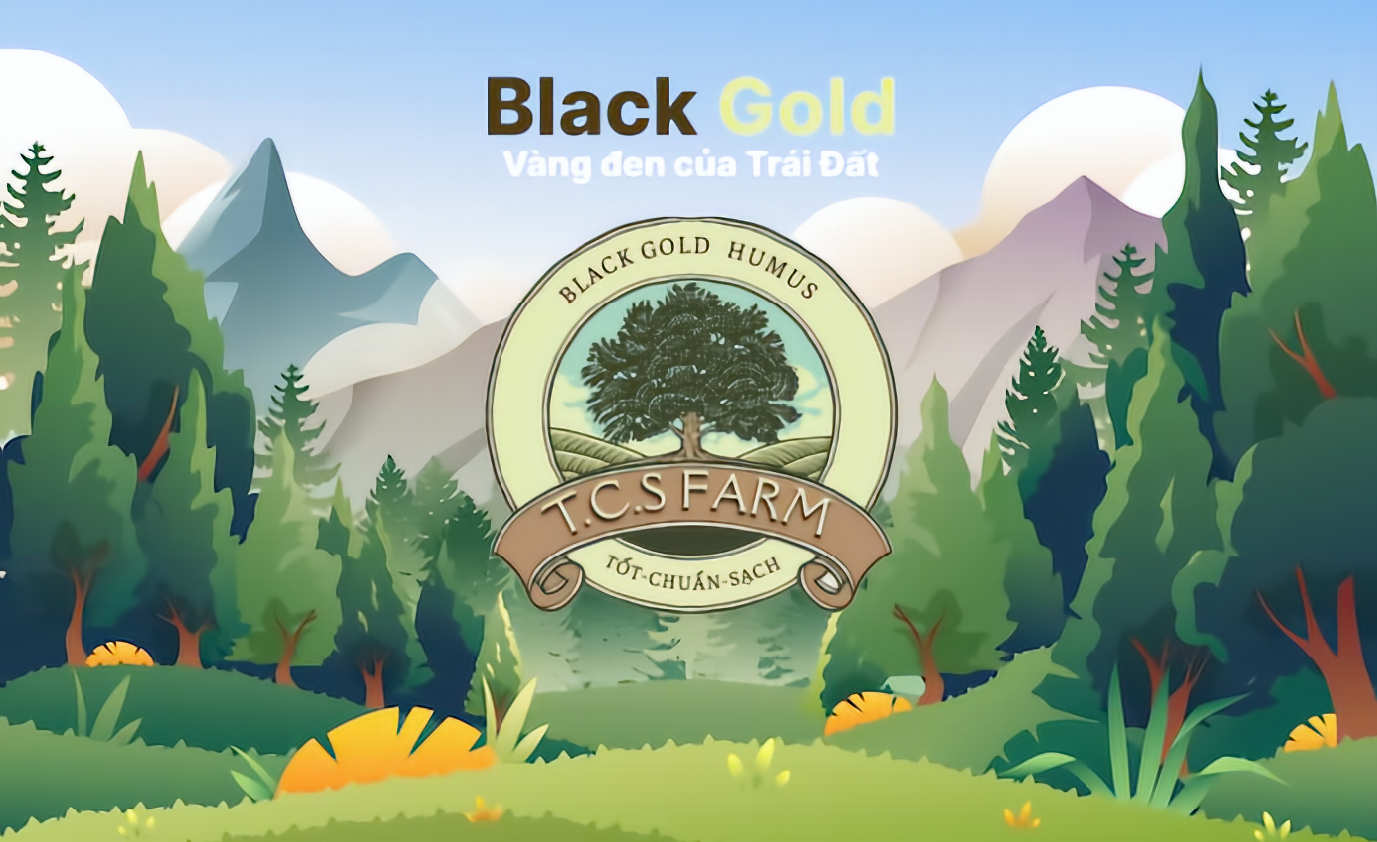 Black Gold
Vàng đen của Trái Đất
BLACK GOLD HUMUS
T.C.S FARM
TỐT-CHUẨN-SẠCH